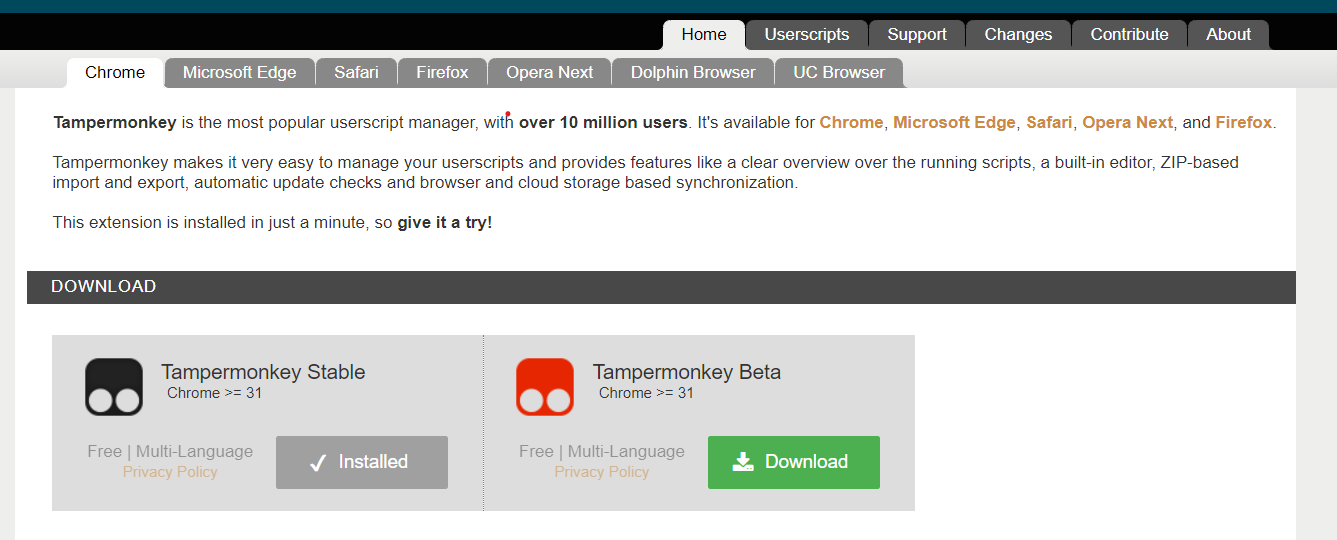 Home Userscripts Support Changes Contribute About
Chrome Microsoft Edge Safari Firefox Opera Next Dolphin Browser UC Browser
Tampermonkey is the most popular userscript manager, with over 10 million users. It's available for Chrome, Microsoft Edge, Safari, Opera Next, and Firefox.
Tampermonkey makes it very easy to manage your userscripts and provides features like a clear overview over the running scripts, a built-in editor, ZIP-based
import and export, automatic update checks and browser and cloud storage based synchronization.
This extension is installed in just a minute, so give it a try!
DOWNLOAD
Tampermonkey Stable
Chrome >= 31
Free | Multi-Language
Privacy Policy
Installed
Tampermonkey Beta
Chrome >= 31
Free | Multi-Language
Privacy Policy
Download